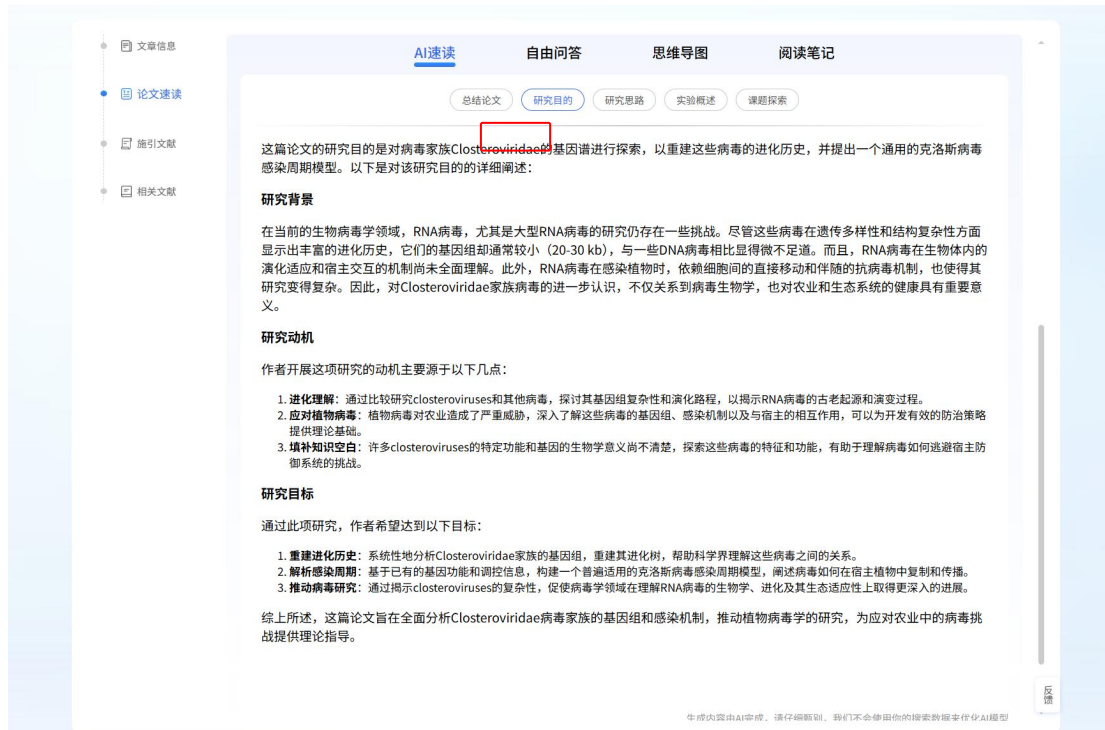 文章信息
论文速读
施引文献
相关文献
AI速读 自由问答 思维导图 阅读笔记
总结论文 研究目的 研究思路 实验概述 课题探索
这篇论文的研究目的是对病毒家族Closteroviridae的基因谱进行探索，以重建这些病毒的进化历史，并提出一个通用的克洛斯病毒
感染周期模型。以下是对该研究目的的详细阐述：
研究背景
在当前的生物病毒学领域，RNA病毒，尤其是大型RNA病毒的研究仍存在一些挑战。尽管这些病毒在遗传多样性和结构复杂性方面
显示出丰富的进化历史，它们的基因组却通常较小（20-30 kb），与一些DNA病毒相比显得微不足道。而且，RNA病毒在生物体内的
演化适应和宿主交互的机制尚未全面理解。此外，RNA病毒在感染植物时，依赖细胞间的直接移动和伴随的抗病毒机制，也使得其
研究变得复杂。因此，对Closteroviridae家族病毒的进一步认识，不仅关系到病毒生物学，也对农业和生态系统的健康具有重要意
义。
研究动机
作者开展这项研究的动机主要源于以下几点：
1. 进化理解：通过比较研究closteroviruses和其他病毒，探讨其基因组复杂性和演化路程，以揭示RNA病毒的古老起源和演变过程。
2. 应对植物病毒：植物病毒对农业造成了严重威胁，深入了解这些病毒的基因组、感染机制以及与宿主的相互作用，可以为开发有效的防治策略
提供理论基础。
3. 填补知识空白：许多closteroviruses的特定功能和基因的生物学意义尚不清楚，探索这些病毒的特征和功能，有助于理解病毒如何逃避宿主防
御系统的挑战。
研究目标
通过此项研究，作者希望达到以下目标：
1. 重建进化历史：系统性地分析Closteroviridae家族的基因组，重建其进化树，帮助科学界理解这些病毒之间的关系。
2. 解析感染周期：基于已有的基因功能和调控信息，构建一个普遍适用的克洛斯病毒感染周期模型，阐述病毒如何在宿主植物中复制和传播。
3. 推动病毒研究：通过揭示closteroviruses的复杂性，促使病毒学领域在理解RNA病毒的生物学、进化及其生态适应性上取得更深入的进展。
综上所述，这篇论文旨在全面分析Closteroviridae病毒家族的基因组和感染机制，推动植物病毒学的研究，为应对农业中的病毒挑
战提供理论指导。
反馈
生成内容由AI完成，请仔细甄别，我们不会使用你的搜索数据来优化AI模型